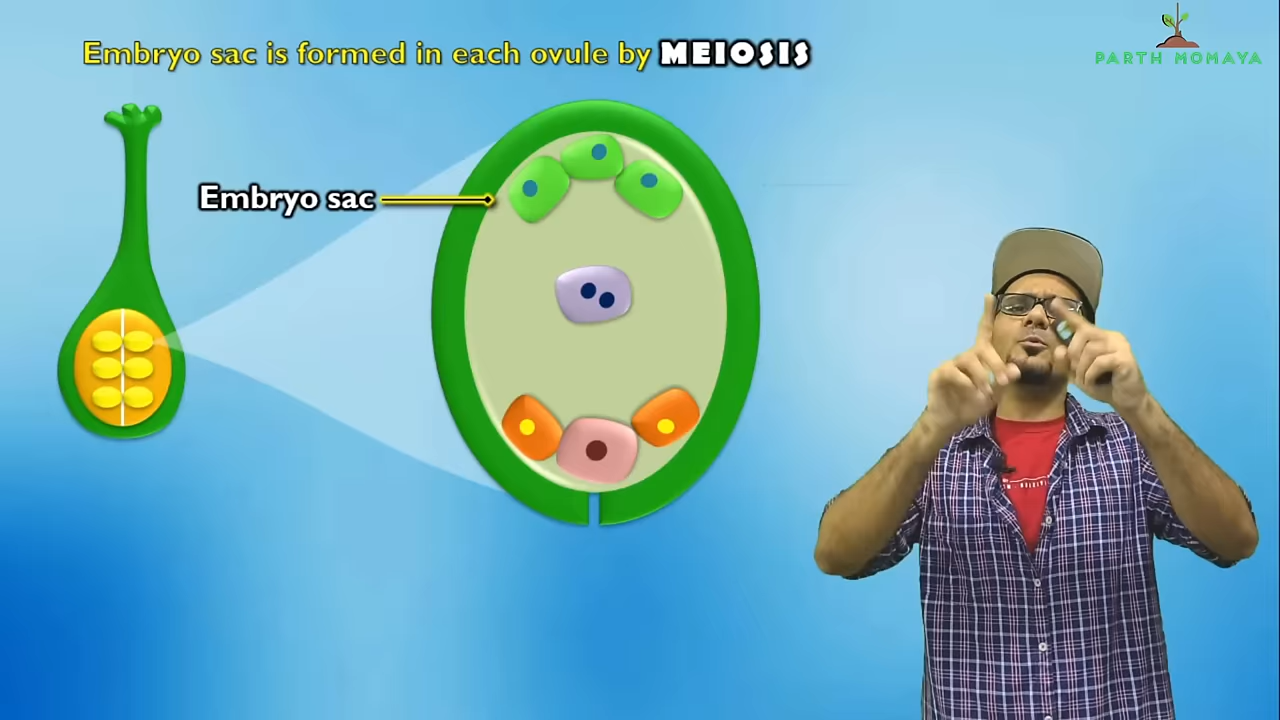 Embryo sac is formed in each ovule by MEIOSIS
PARTH MOMAYA
Embryo sac